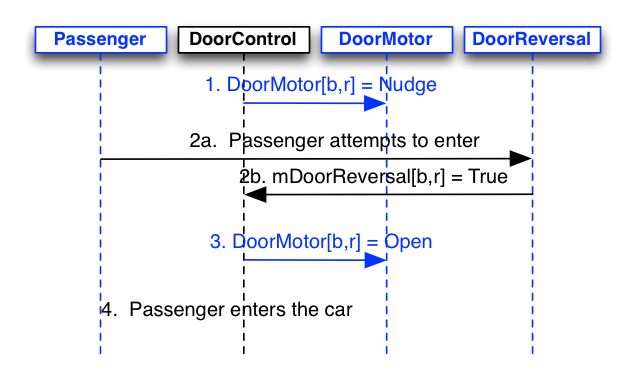 Passenger DoorControl DoorMotor DoorReversal
1. DoorMotor[b,r] = Nudge
2a.  Passenger attempts to enter
2b. mDoorReversal[b,r] = True
3. DoorMotor[b,r] = Open
4.  Passenger enters the car